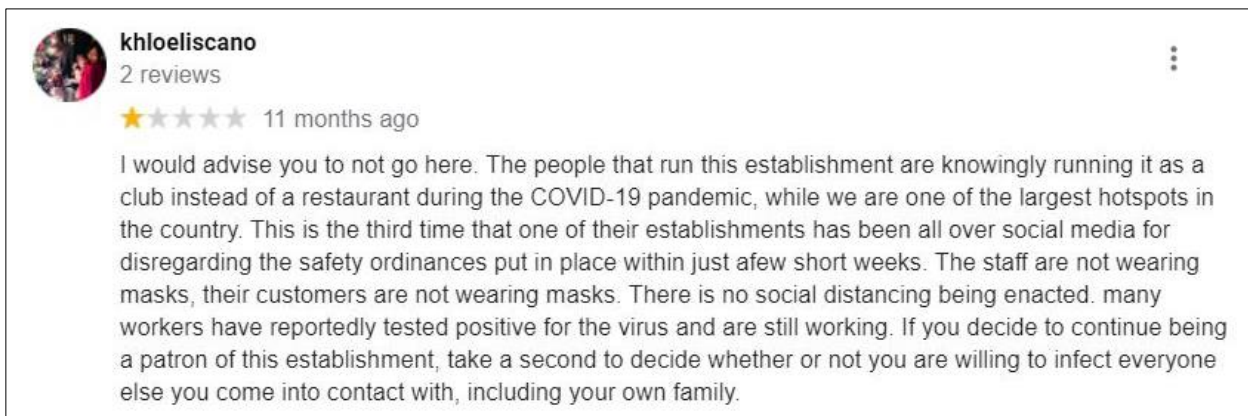 khloeliscano
2 reviews
11 months ago
I would advise you to not go here. The people that run this establishment are knowingly running it as a
club instead of a restaurant during the COVID-19 pandemic, while we are one of the largest hotspots in
the country. This is the third time that one of their establishments has been all over social media for
disregarding the safety ordinances put in place within just afew short weeks. The staff are not wearing
masks, their customers are not wearing masks. There is no social distancing being enacted. many
workers have reportedly tested positive for the virus and are still working. If you decide to continue being
a patron of this establishment, take a second to decide whether or not you are willing to infect everyone
else you come into contact with, including your own family.